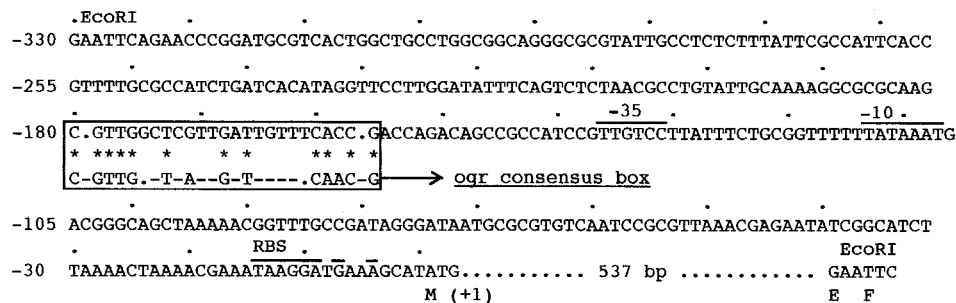 EcoRI
-330 GAATTCAGAACCCGGATGCGTCACTGGCTGCCTGGCGGCAGGGCGCGTATTGCCTCTCTTTATTCGCCATTCACC
-255 GTTTTGCGCCATCTGATCACATAGGTTCCTTGGATATTTCAGTCTCTAACGCCTGTATTGCAAAAGGCGCGCAAG
-35 -10
-180 C.GTTGGCTCGTTGATTGTTTCACC.GACCAGACAGCCGCCATCCGTTGTCCTTATTTCTGCGGTTTTTTATAAATG
* **** * * * ** * *
C-GTTG.-T-A--G-T----.CAAC-G ogr consensus box
-105 ACGGGCAGCTAAAAACGGTTTGCCGATAGGGATAATGCGCGTGTCAATCCGCGTTAAACGAGAATATCGGCATCT
RBS EcoRI
-30 TAAAACTAAAACGAAATAAGGATGAAAGCATATG........... 537 bp ............GAATTC
M (+1) E F